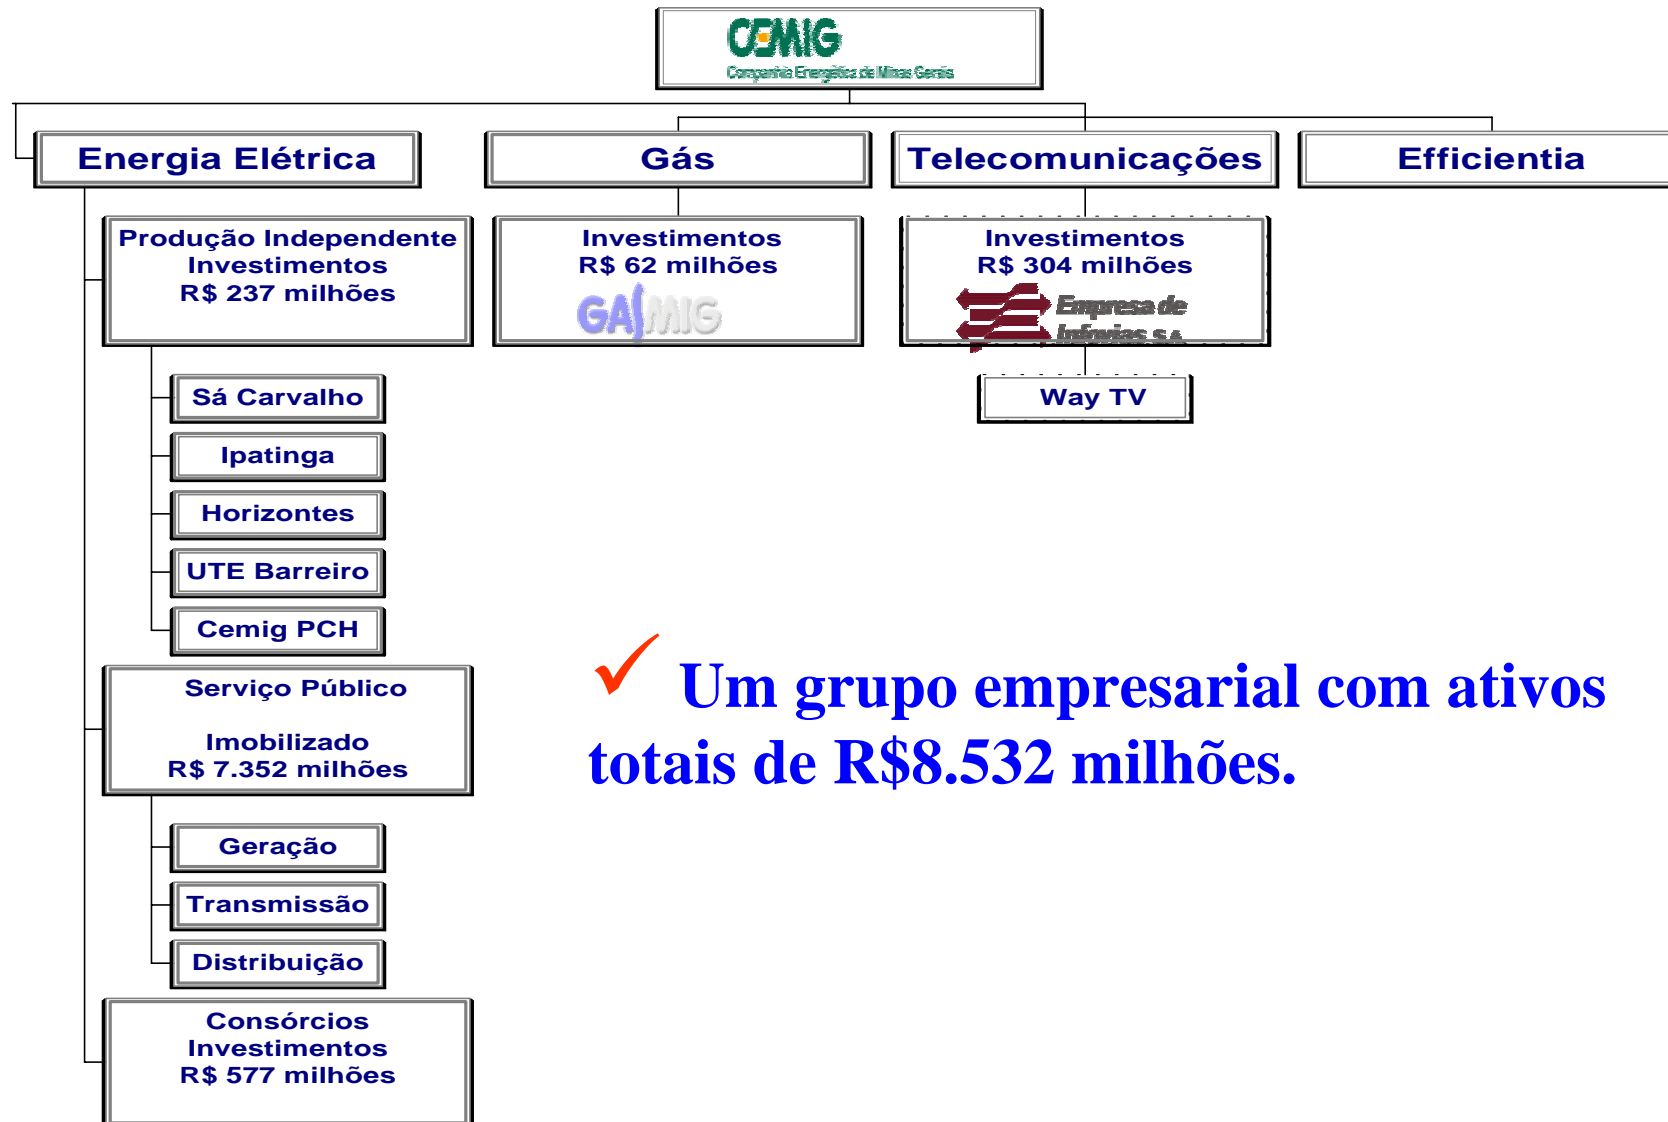 CEMIG
Companhia Energética de Minas Gerais
Energia Elétrica
Gás
Telecomunicações
Efficientia
Produção Independente
Investimentos
R$ 237 milhões
Investimentos
R$ 62 milhões
GASMIG
Investimentos
R$ 304 milhões
Empresa de
Infovias S.A.
Sá Carvalho
Way TV
Ipatinga
Horizontes
UTE Barreiro
Cemig PCH
Serviço Público
Imobilizado
R$ 7.352 milhões
✓ Um grupo empresarial com ativos
totais de R$8.532 milhões.
Geração
Transmissão
Distribuição
Consórcios
Investimentos
R$ 577 milhões